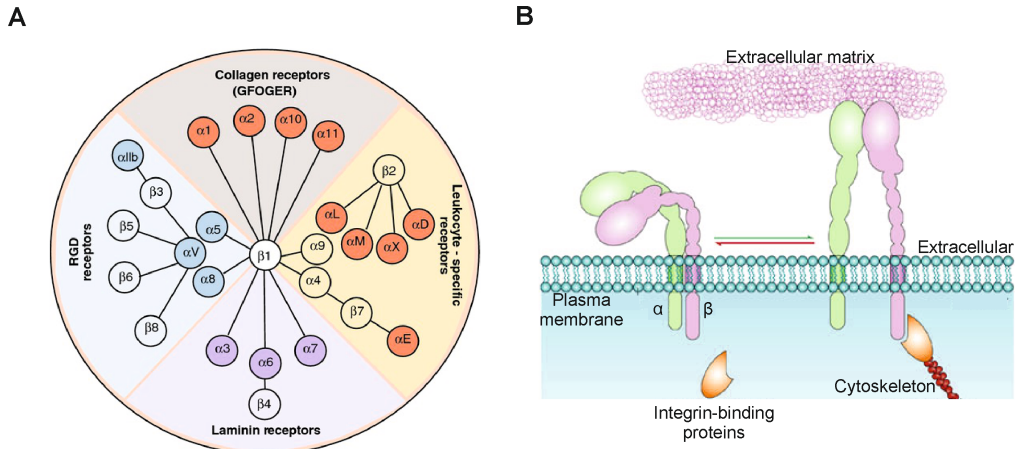 A
B
Collagen receptors
(GFOGER)
α1
α2
α10
α11
αIIb
β3
β5
α5
αV
β6
α8
β8
RGD
receptors
β1
β2
αL
αM
αX
αD
α9
α4
β7
αE
Leukocyte - specific
receptors
α3
α6
α7
β4
Laminin receptors
Extracellular matrix
Extracellular
Plasma
membrane
α
β
Cytoskeleton
Integrin-binding
proteins